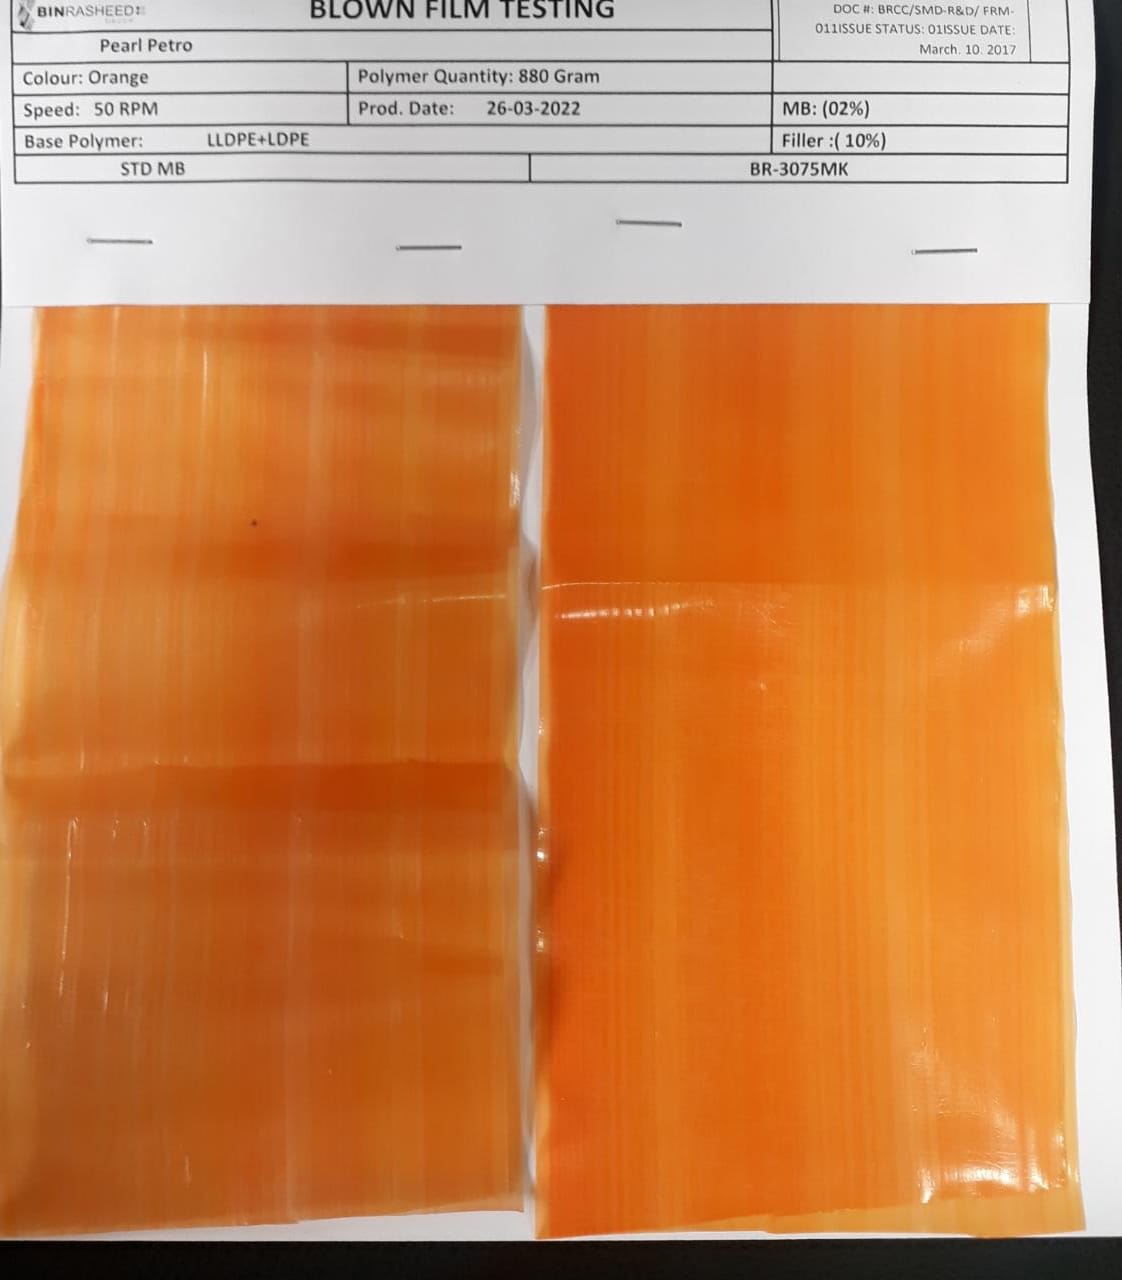 BINRASHEED
GROUP
BLOWN FILM TESTING
DOC #: BRCC/SMD-R&D/ FRM-
011ISSUE STATUS: 01ISSUE DATE:
March. 10. 2017
Pearl Petro
Colour: Orange
Polymer Quantity: 880 Gram
Speed: 50 RPM
Prod. Date: 26-03-2022
MB: (02%)
Base Polymer: LLDPE+LDPE
Filler :( 10%)
STD MB
BR-3075MK